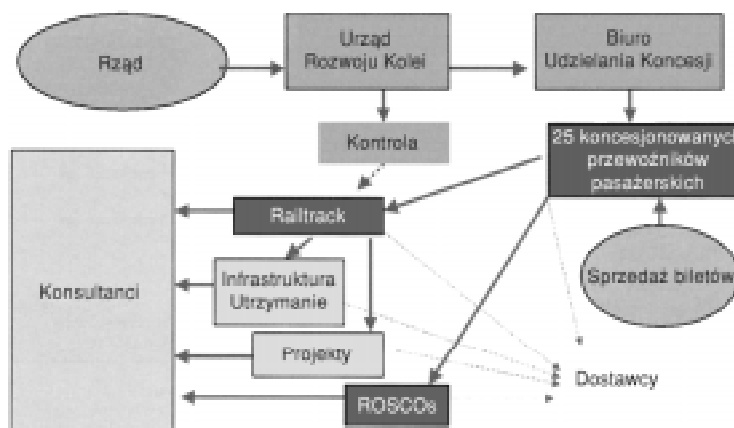 Rząd
Urząd
Rozwoju Kolei
Biuro
Udzielania Koncesji
Kontrola
25 koncesjonowanych
przewoźników
pasażerskich
Railtrack
Konsultanci
Infrastruktura
Utrzymanie
Sprzedaż biletów
Projekty
Dostawcy
ROSCOs